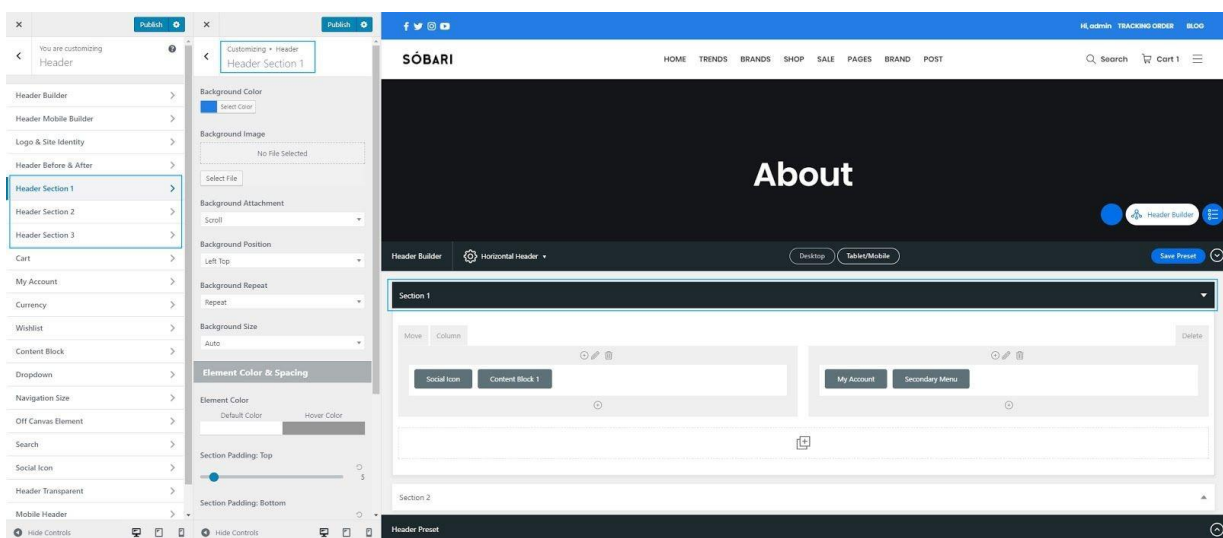 Publish
You are customizing
Header
Header Builder
Header Mobile Builder
Logo & Site Identity
Header Before & After
Header Section 1
Header Section 2
Header Section 3
Cart
My Account
Currency
Wishlist
Content Block
Dropdown
Navigation Size
Off Canvas Element
Search
Social Icon
Header Transparent
Mobile Header
Hide Controls
Publish
Customizing • Header
Header Section 1
Background Color
Select Color
Background Image
No File Selected
Select File
Background Attachment
Scroll
Background Position
Left Top
Background Repeat
Repeat
Background Size
Auto
Element Color & Spacing
Element Color
Default Color Hover Color
Section Padding: Top
5
Section Padding: Bottom
Hide Controls
Hi, admin TRACKING ORDER BLOG
SÓBARI HOME TRENDS BRANDS SHOP SALE PAGES BRAND POST Search Cart 1
About
Header Builder
Header Builder Horizontal Header Desktop Tablet/Mobile Save Preset
Section 1
Move Column Delete
Social Icon Content Block 1 My Account Secondary Menu
Section 2
Header Preset